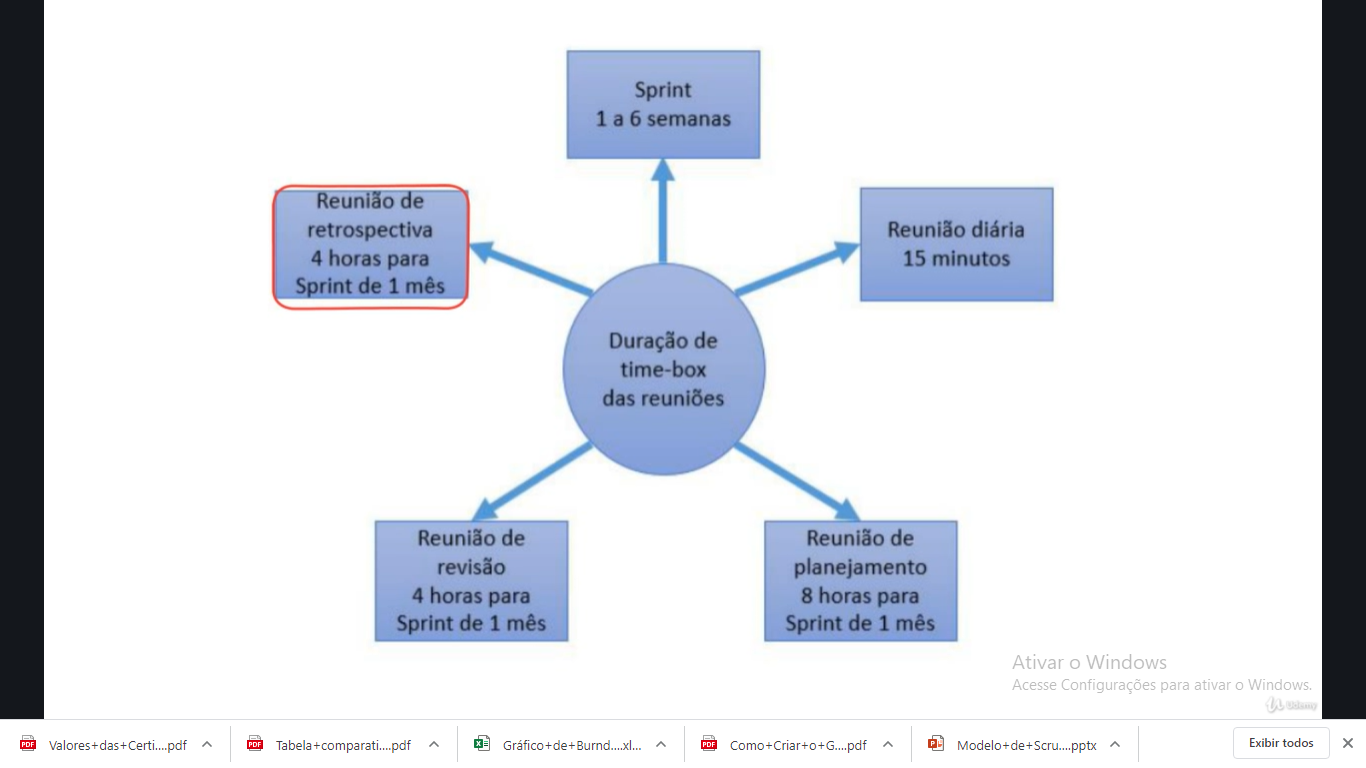 Sprint
1 a 6 semanas
Reunião de
retrospectiva
4 horas para
Sprint de 1 mês
Reunião diária
15 minutos
Duração de
time-box
das reuniões
Reunião de
revisão
4 horas para
Sprint de 1 mês
Reunião de
planejamento
8 horas para
Sprint de 1 mês
Ativar o Windows
Acesse Configurações para ativar o Windows.
Udemy
Valores+das+Certi....pdf
Tabela+comparati....pdf
Gráfico+de+Burnd....xl...
Como+Criar+o+G....pdf
Modelo+de+Scru....pptx
Exibir todos